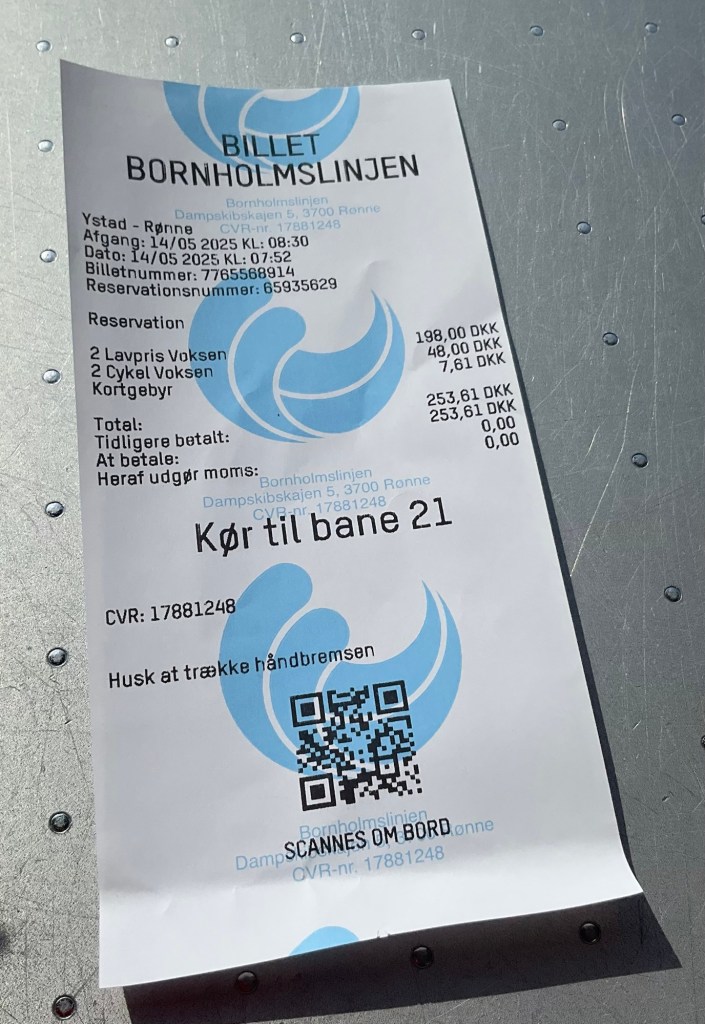 BILLET
BORNHOLMSLINJEN
Bornholmslinjen
Dampskibskajen 5, 3700 Rønne
CVR-nr. 17881248
Ystad - Rønne
Afgang: 14/05 2025 KL: 08:30
Dato: 14/05 2025 KL: 07:52
Billetnummer: 7765568914
Reservationsnummer: 65935629
Reservation
2 Lavpris Voksen 198,00 DKK
2 Cykel Voksen 48,00 DKK
Kortgebyr 7,61 DKK
Total: 253,61 DKK
Tidligere betalt: 253,61 DKK
At betale: 0,00
Heraf udgør moms: 0,00
Bornholmslinjen
Dampskibskajen 5, 3700 Rønne
CVR-nr. 17881248
Kør til bane 21
CVR: 17881248
Husk at trække håndbremsen
Bornholmslinjen
SCANNES OM BORD
Rønne
CVR-nr. 17881248